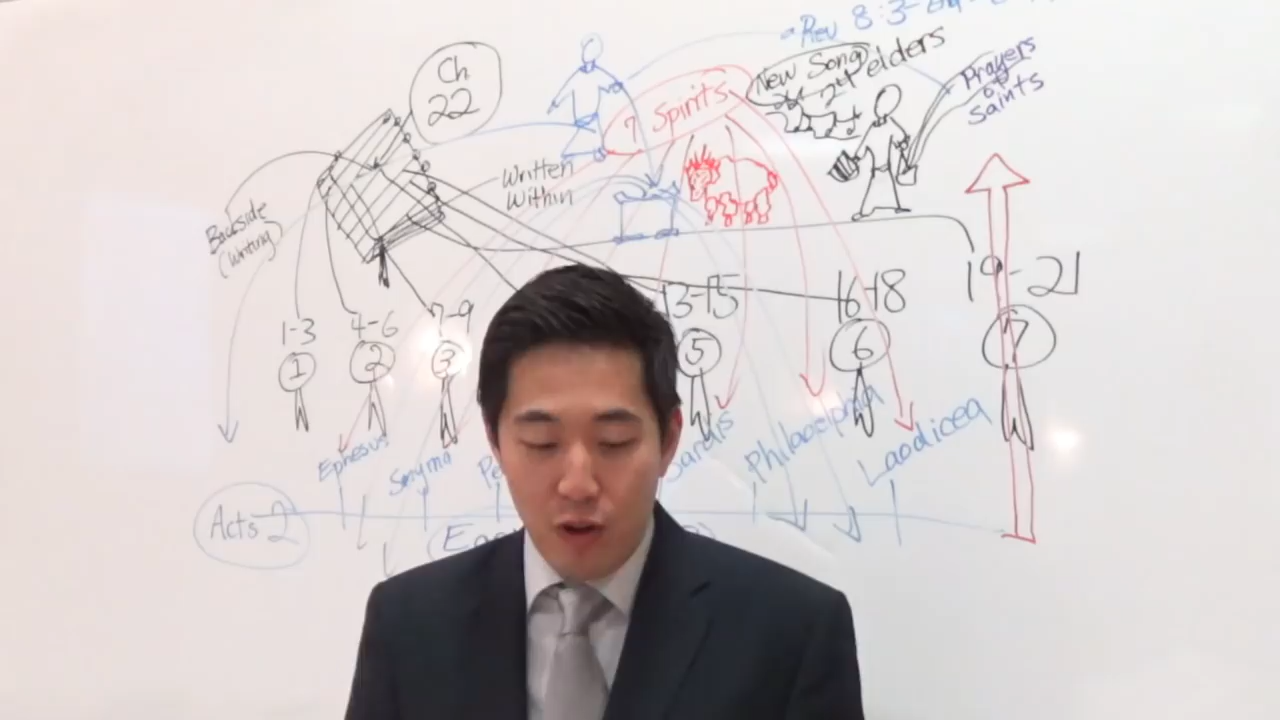 Rev 8:3-
Ch
22
7 Spirits
New Song
24 elders
Prayers
of
Saints
Written
Within
Backside
(Writing)
1-3
4-6
7-9
13-15
16-18
19-21
1
2
3
5
6
7
Ephesus
Smyrna
Pe
Sardis
Philadelphia
Laodicea
Acts 2